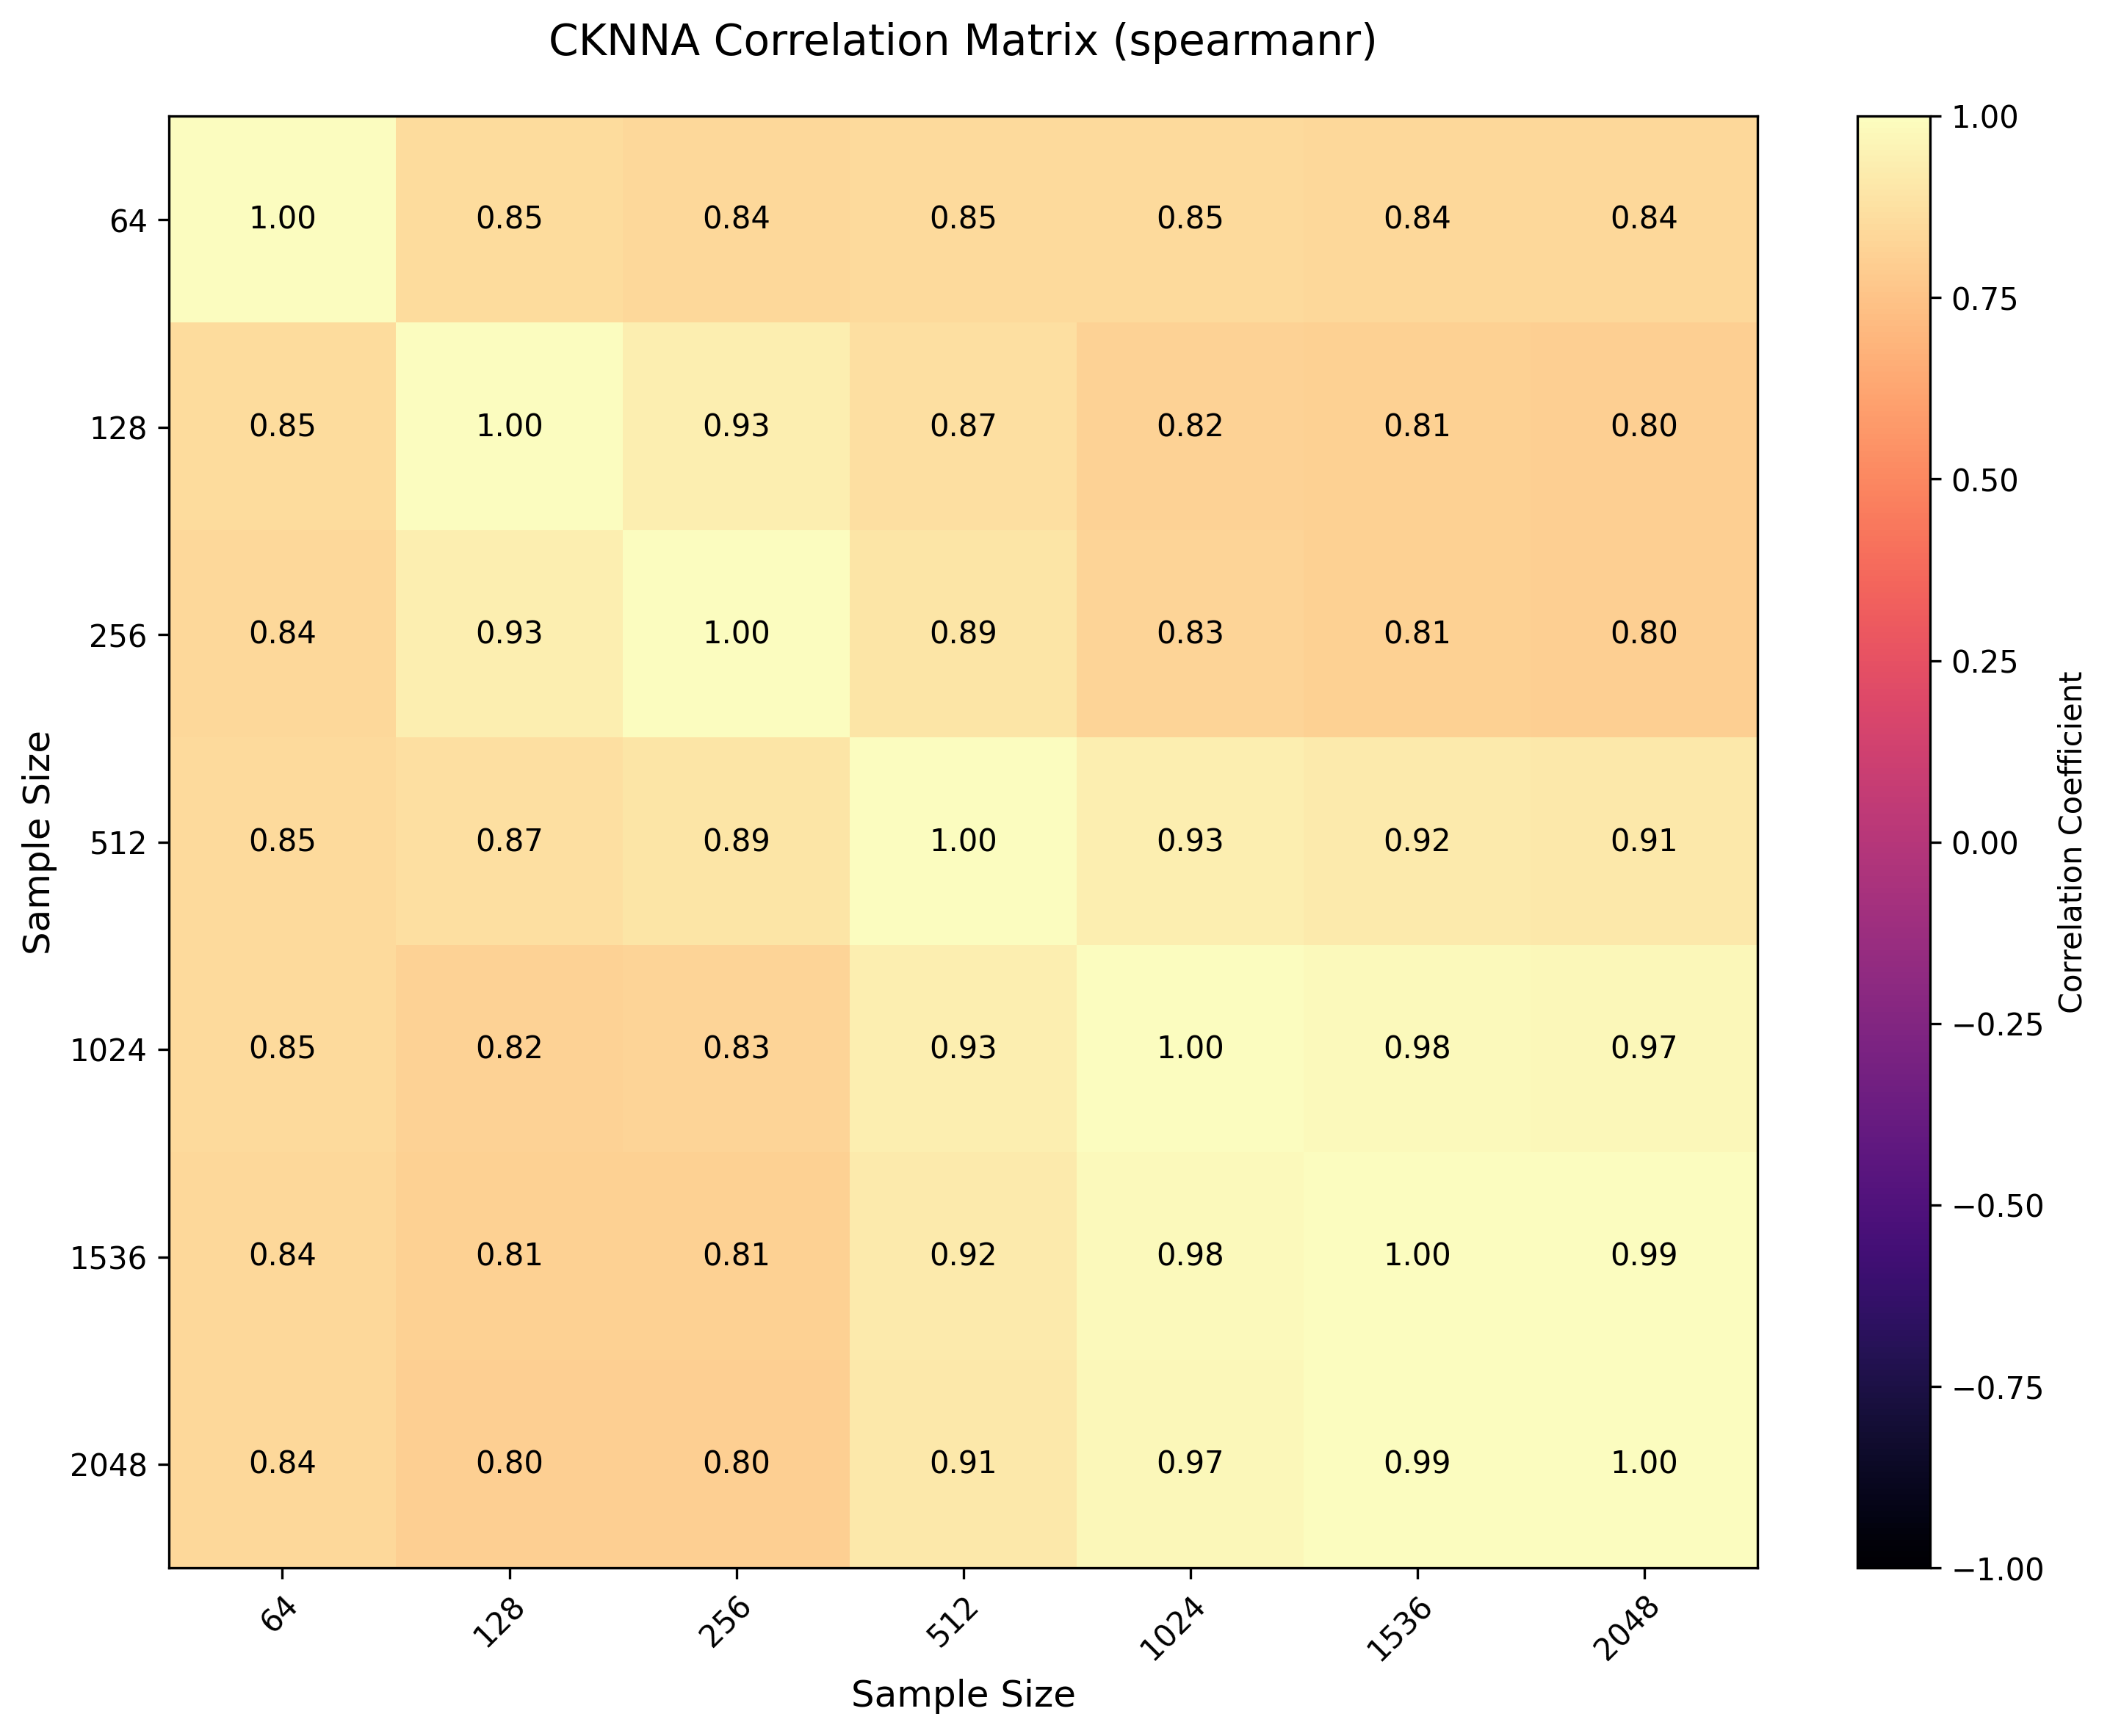 CKNNA Correlation Matrix (spearmanr)
64 1.00 0.85 0.84 0.85 0.85 0.84 0.84
128 0.85 1.00 0.93 0.87 0.82 0.81 0.80
256 0.84 0.93 1.00 0.89 0.83 0.81 0.80
512 0.85 0.87 0.89 1.00 0.93 0.92 0.91
1024 0.85 0.82 0.83 0.93 1.00 0.98 0.97
1536 0.84 0.81 0.81 0.92 0.98 1.00 0.99
2048 0.84 0.80 0.80 0.91 0.97 0.99 1.00
64 128 256 512 1024 1536 2048
Sample Size
Sample Size
1.00
0.75
0.50
0.25
0.00
−0.25
−0.50
−0.75
−1.00
Correlation Coefficient